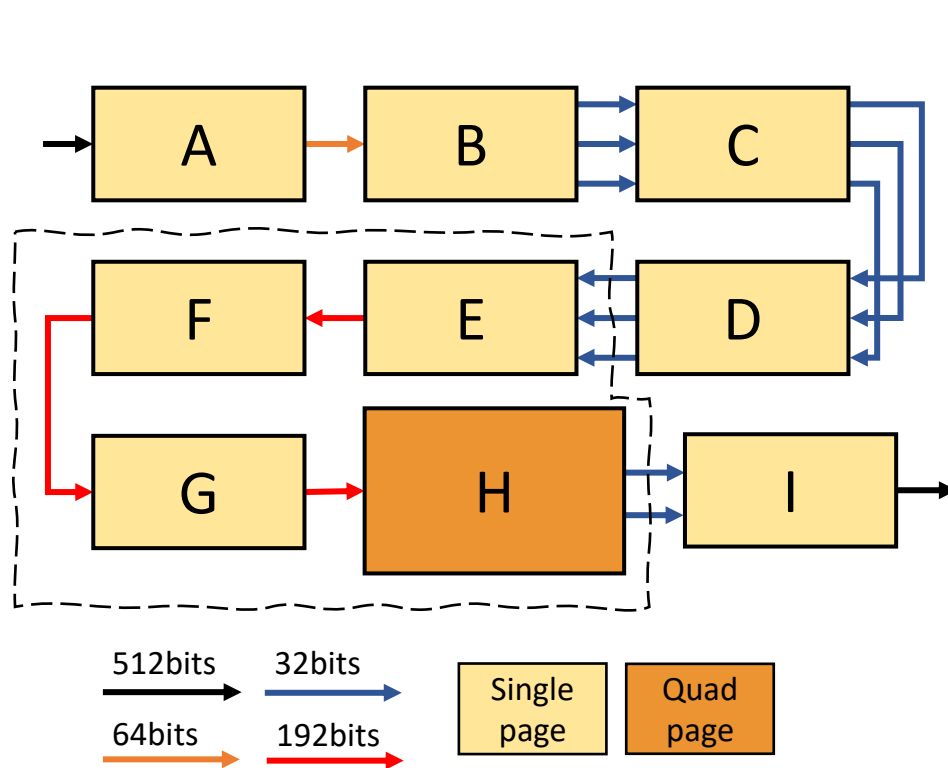 A
B
C
F
E
D
G
H
I
512bits
32bits
64bits
192bits
Single
page
Quad
page